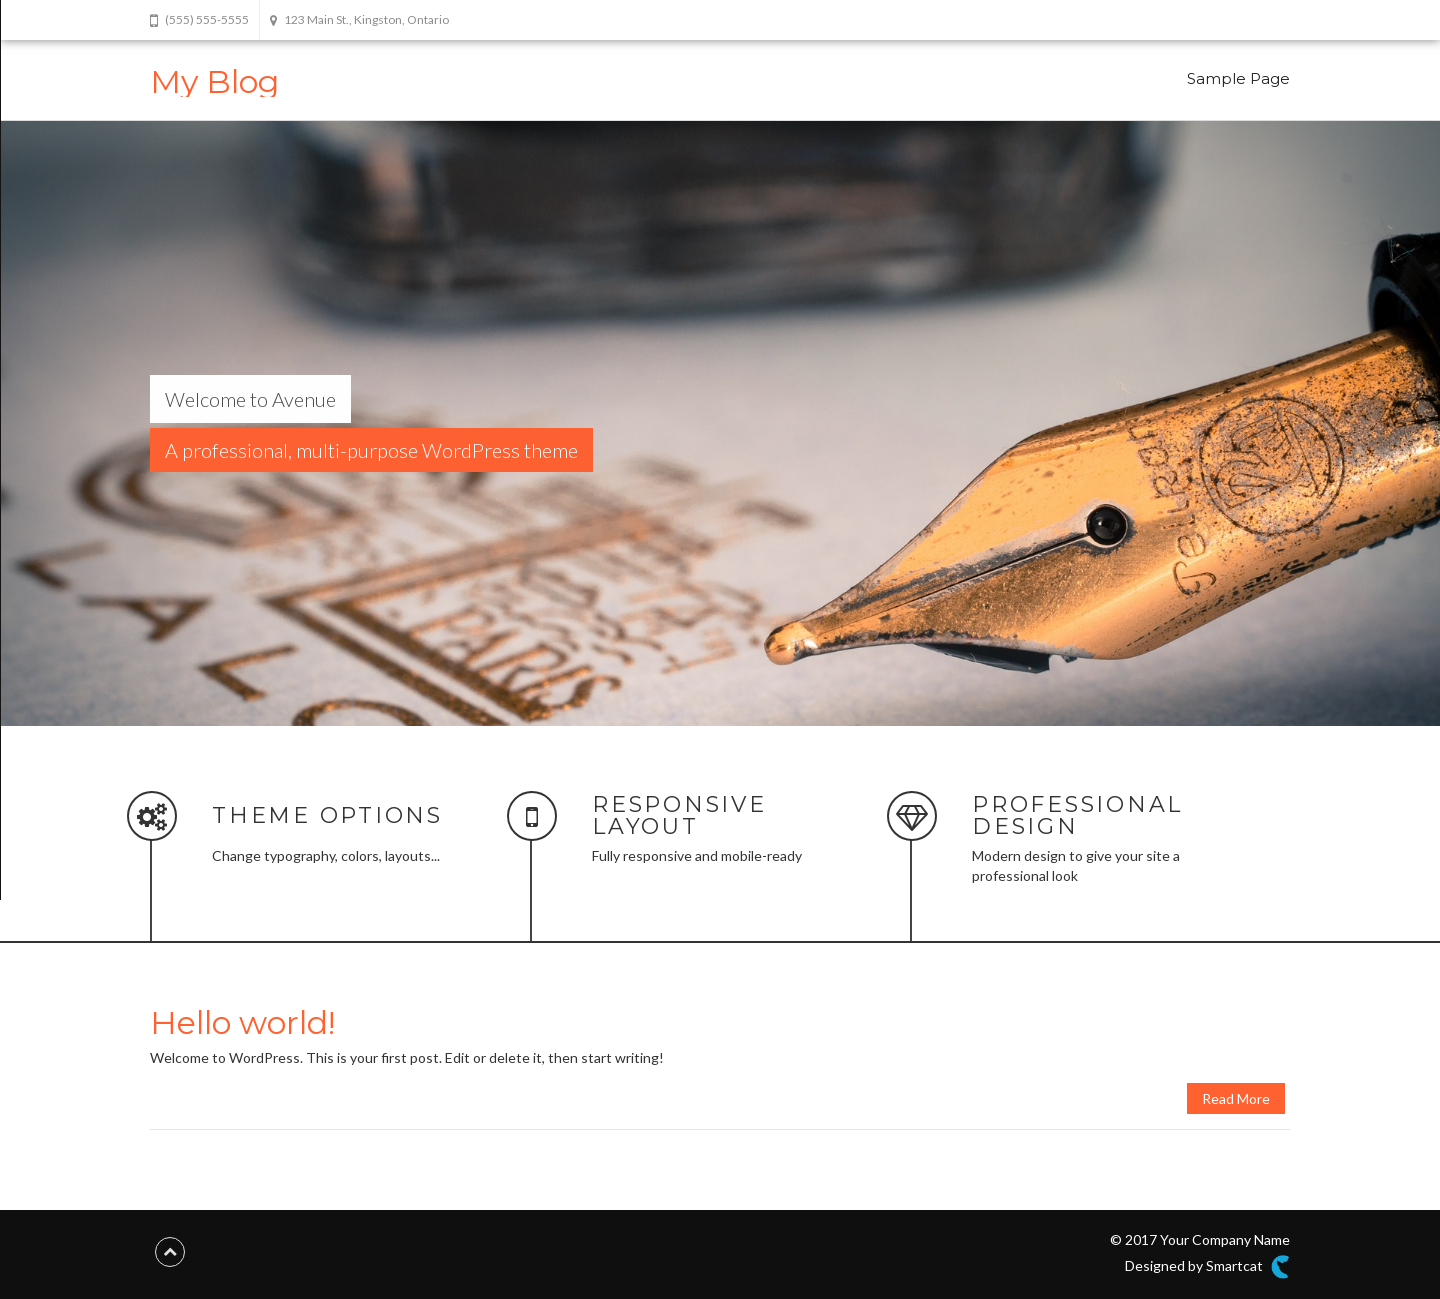 (555) 555-5555
123 Main St., Kingston, Ontario
My Blog
Sample Page
Welcome to Avenue
A professional, multi-purpose WordPress theme
PARIS
THEME OPTIONS
Change typography, colors, layouts...
RESPONSIVE
LAYOUT
Fully responsive and mobile-ready
PROFESSIONAL
DESIGN
Modern design to give your site a
professional look
Hello world!
Welcome to WordPress. This is your first post. Edit or delete it, then start writing!
Read More
© 2017 Your Company Name
Designed by Smartcat